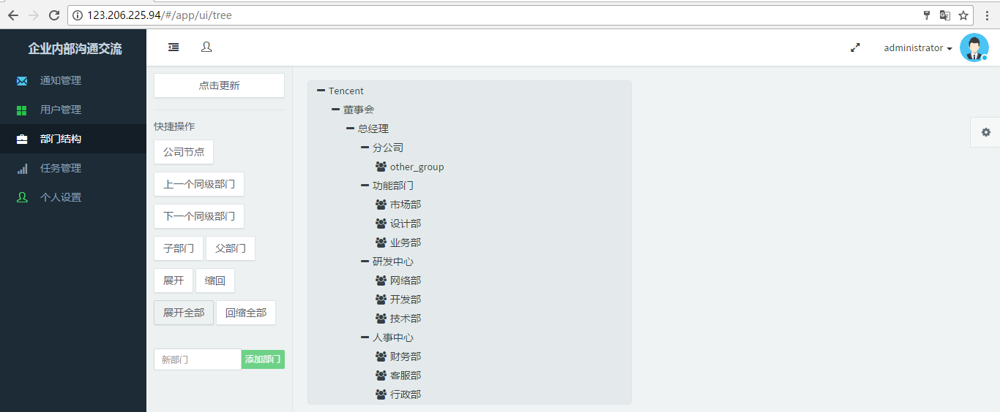 123.206.225.94/#/app/ui/tree
企业内部沟通交流
administrator
通知管理
用户管理
部门结构
任务管理
个人设置
点击更新
快捷操作
公司节点
上一个同级部门
下一个同级部门
子部门 父部门
展开 缩回
展开全部 回缩全部
新部门 添加部门
Tencent
董事会
总经理
分公司
other_group
功能部门
市场部
设计部
业务部
研发中心
网络部
开发部
技术部
人事中心
财务部
客服部
行政部